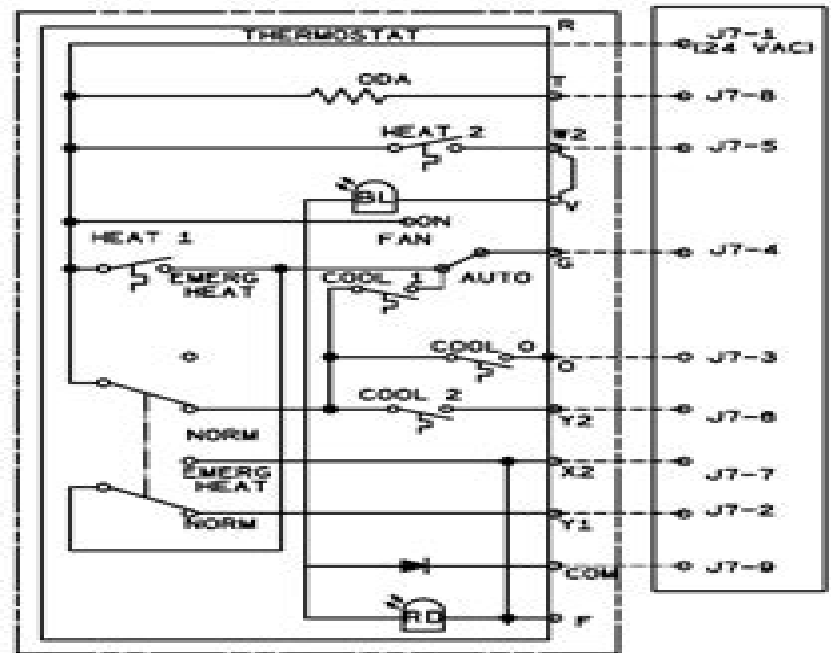 THERMOSTAT
R
J7-1
(24 VAC)
ODA
T
J7-8
HEAT 2
W2
J7-5
BL
V
ON
HEAT 1
FAN
G
J7-4
EMERG
HEAT
COOL 1
AUTO
COOL O
O
J7-3
COOL 2
NORM
Y2
J7-6
EMERG
HEAT
X2
J7-7
NORM
Y1
J7-2
COM
J7-9
RD
F